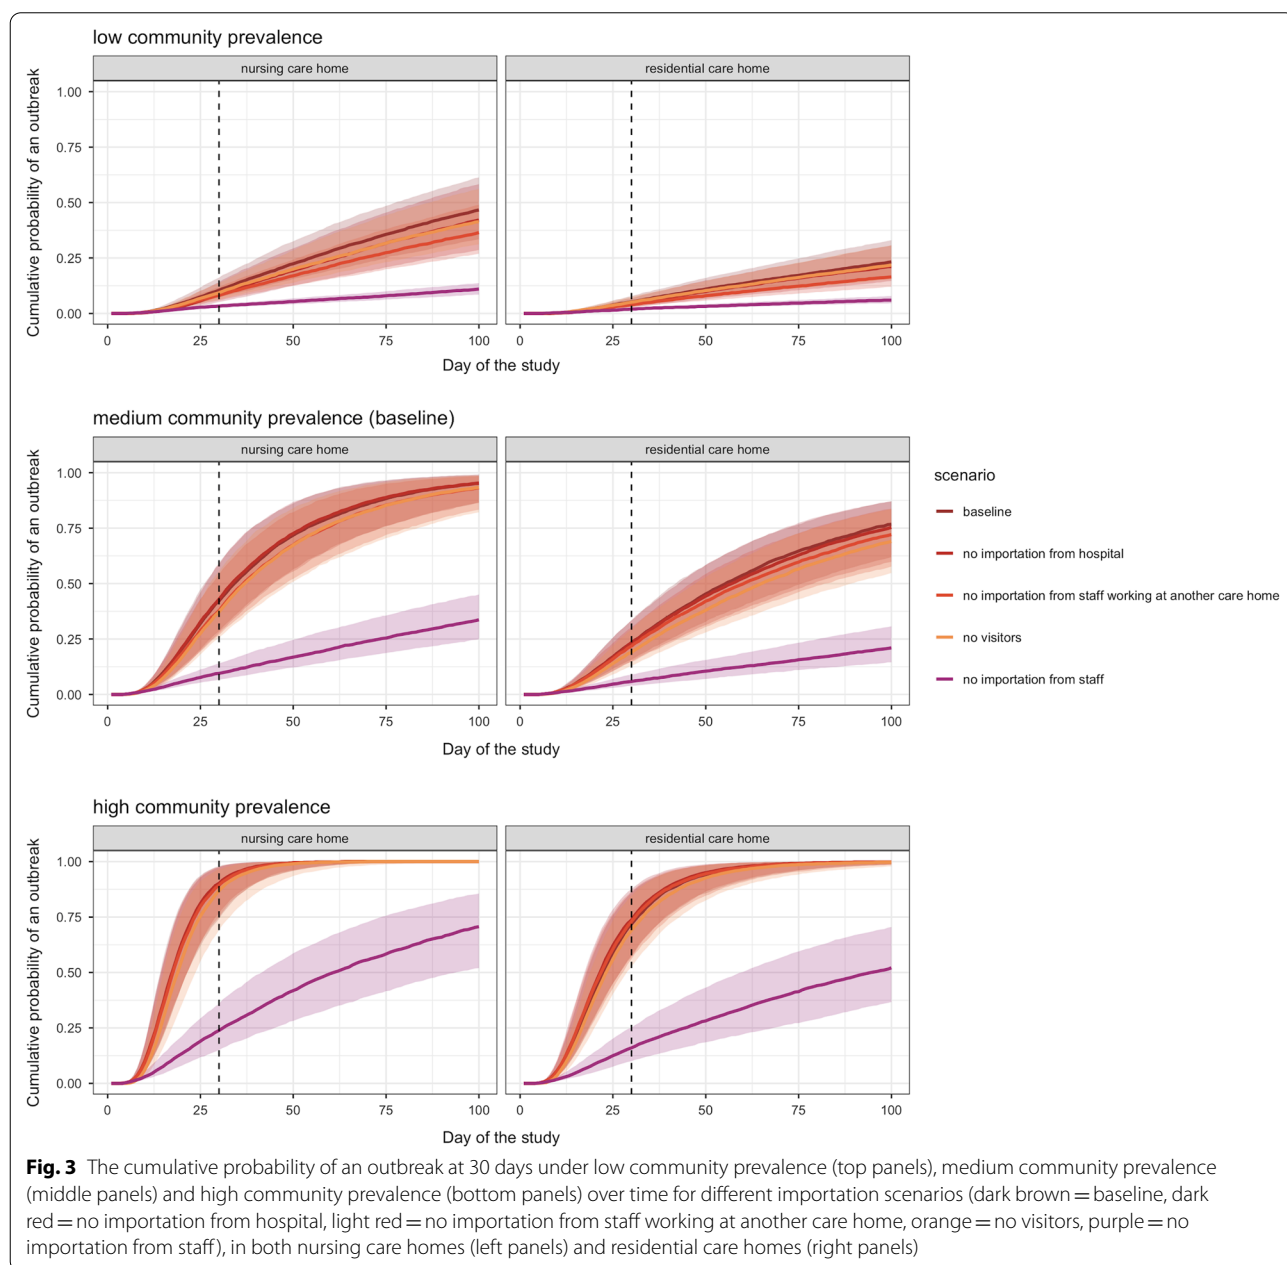 low community prevalence
nursing care home
residential care home
Cumulative probability of an outbreak
1.00
0.75
0.50
0.25
0.00
0 25 50 75 100
0 25 50 75 100
Day of the study
medium community prevalence (baseline)
nursing care home
residential care home
Cumulative probability of an outbreak
1.00
0.75
0.50
0.25
0.00
0 25 50 75 100
0 25 50 75 100
Day of the study
scenario
baseline
no importation from hospital
no importation from staff working at another care home
no visitors
no importation from staff
high community prevalence
nursing care home
residential care home
Cumulative probability of an outbreak
1.00
0.75
0.50
0.25
0.00
0 25 50 75 100
0 25 50 75 100
Day of the study
Fig. 3 The cumulative probability of an outbreak at 30 days under low community prevalence (top panels), medium community prevalence
(middle panels) and high community prevalence (bottom panels) over time for different importation scenarios (dark brown = baseline, dark
red = no importation from hospital, light red = no importation from staff working at another care home, orange = no visitors, purple = no
importation from staff), in both nursing care homes (left panels) and residential care homes (right panels)